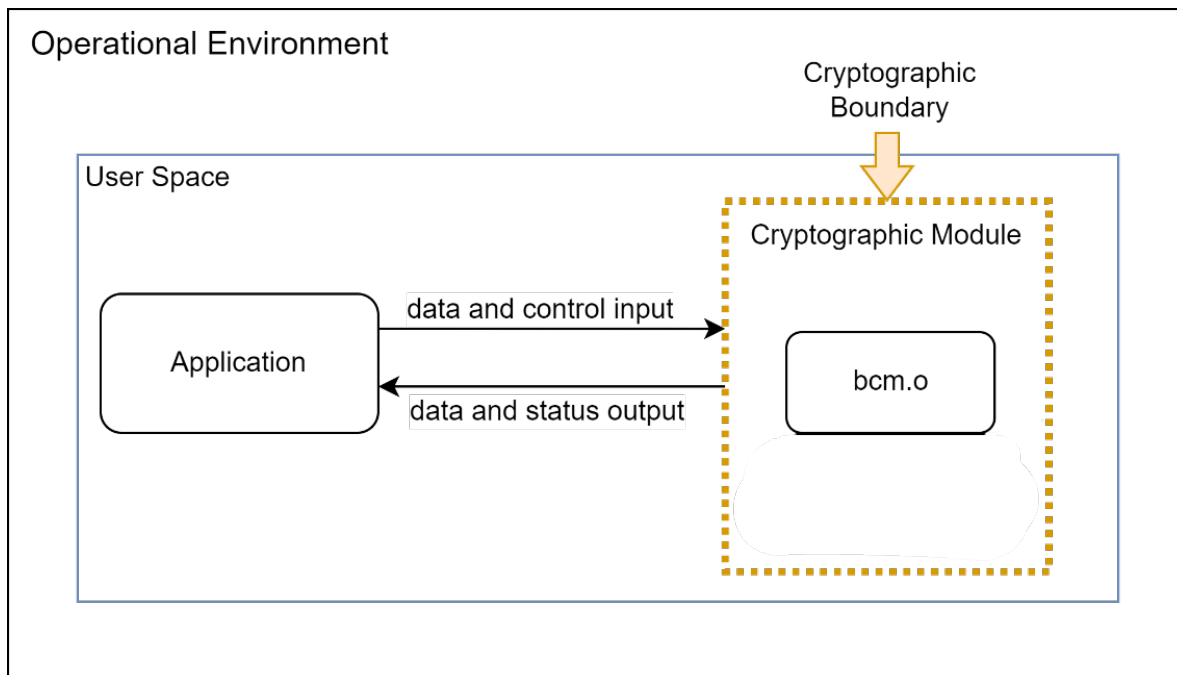 Operational Environment
Cryptographic
Boundary
User Space
Cryptographic Module
data and control input
Application
bcm.o
data and status output